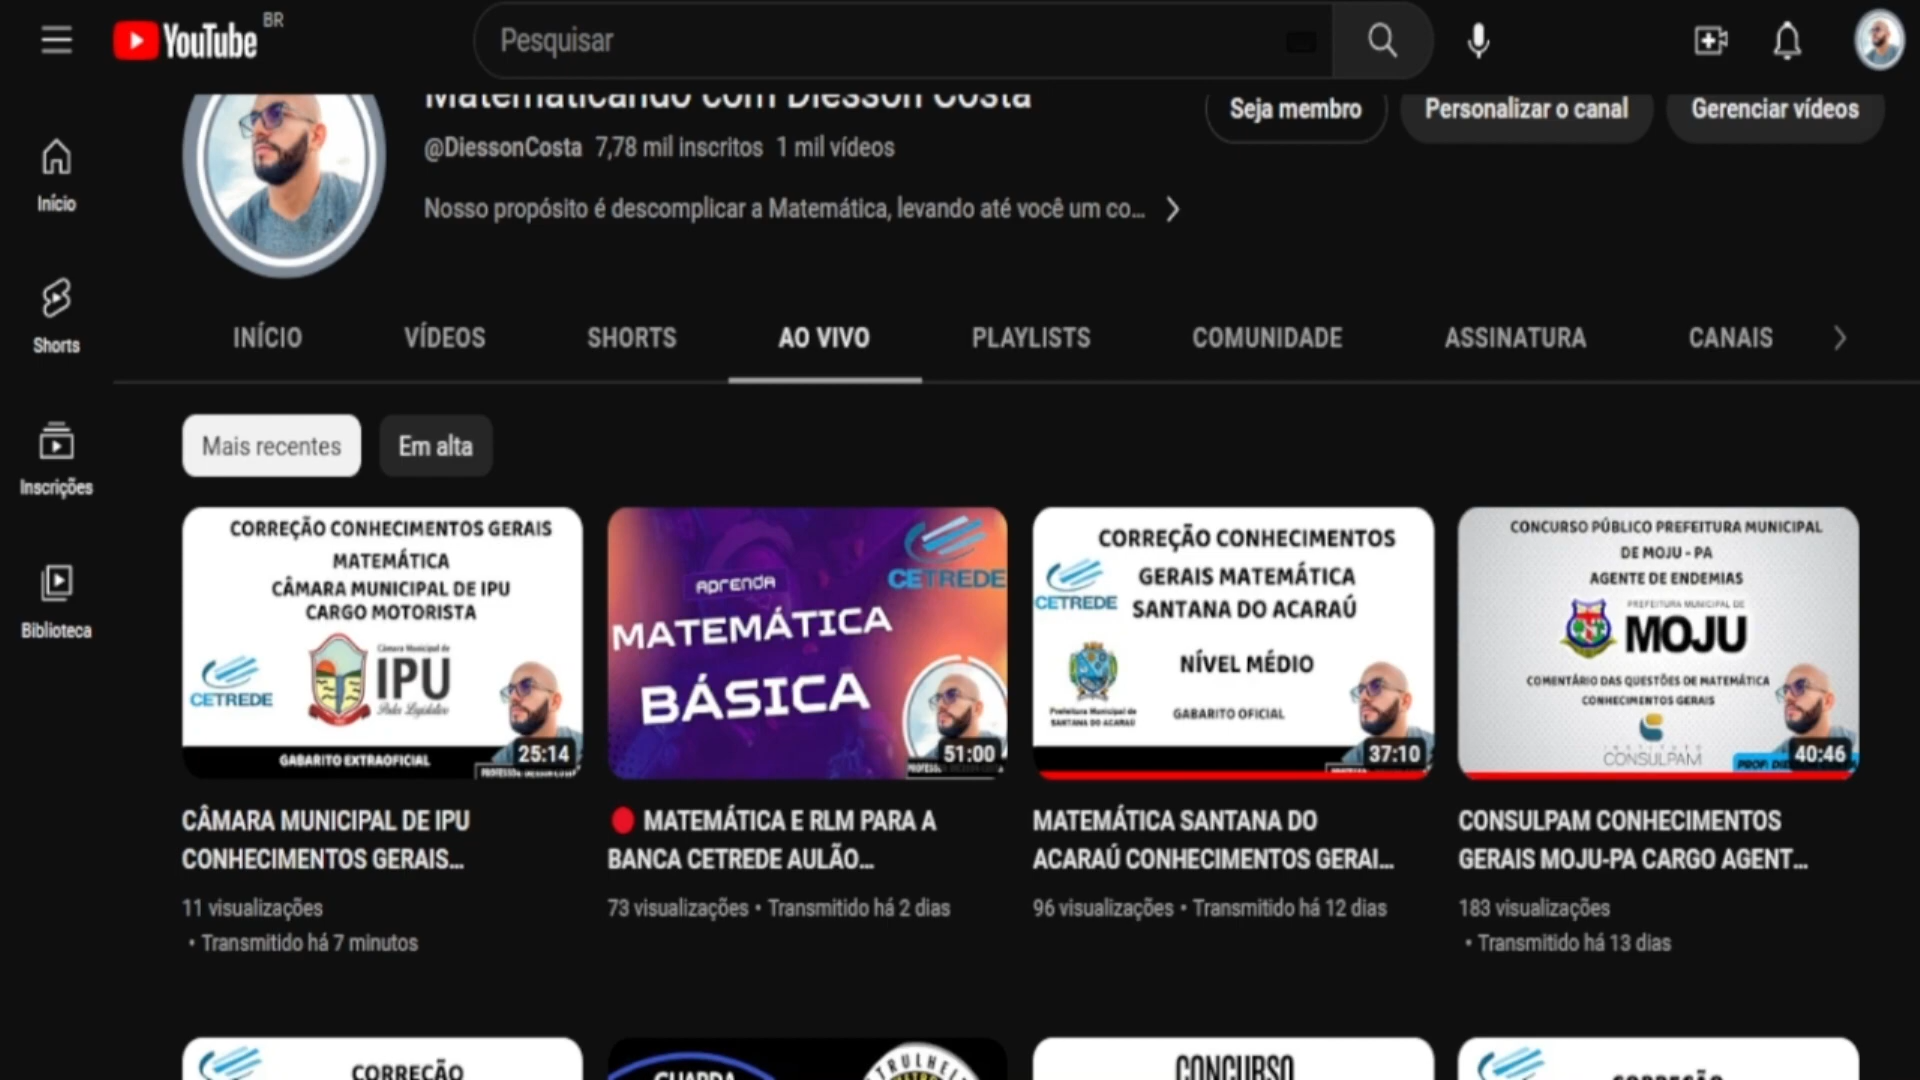 YouTube BR
Pesquisar
Matematicando com Diesson Costa
Seja membro
Personalizar o canal
Gerenciar vídeos
@DiessonCosta 7,78 mil inscritos 1 mil vídeos
Nosso propósito é descomplicar a Matemática, levando até você um co...
Início
Shorts
Inscrições
Biblioteca
INÍCIO
VÍDEOS
SHORTS
AO VIVO
PLAYLISTS
COMUNIDADE
ASSINATURA
CANAIS
Mais recentes
Em alta
CORREÇÃO CONHECIMENTOS GERAIS
MATEMÁTICA
CÂMARA MUNICIPAL DE IPU
CARGO MOTORISTA
CETREDE
Câmara Municipal de
IPU
Poder Legislativo
GABARITO EXTRAOFICIAL
25:14
CÂMARA MUNICIPAL DE IPU
CONHECIMENTOS GERAIS...
11 visualizações
• Transmitido há 7 minutos
CETREDE
APRENDA
MATEMÁTICA
BÁSICA
51:00
MATEMÁTICA E RLM PARA A
BANCA CETREDE AULÃO...
73 visualizações • Transmitido há 2 dias
CORREÇÃO CONHECIMENTOS
GERAIS MATEMÁTICA
SANTANA DO ACARAÚ
CETREDE
NÍVEL MÉDIO
Prefeitura Municipal de
SANTANA DO ACARAÚ
GABARITO OFICIAL
37:10
MATEMÁTICA SANTANA DO
ACARAÚ CONHECIMENTOS GERAI...
96 visualizações • Transmitido há 12 dias
CONCURSO PÚBLICO PREFEITURA MUNICIPAL
DE MOJU - PA
AGENTE DE ENDEMIAS
PREFEITURA MUNICIPAL DE
MOJU
COMENTÁRIO DAS QUESTÕES DE MATEMÁTICA
CONHECIMENTOS GERAIS
INSTITUTO
CONSULPAM
PROF: DIE
40:46
CONSULPAM CONHECIMENTOS
GERAIS MOJU-PA CARGO AGENT...
183 visualizações
• Transmitido há 13 dias
CORREÇÃO
GUARDA
CONCURSO
CORREÇÃO